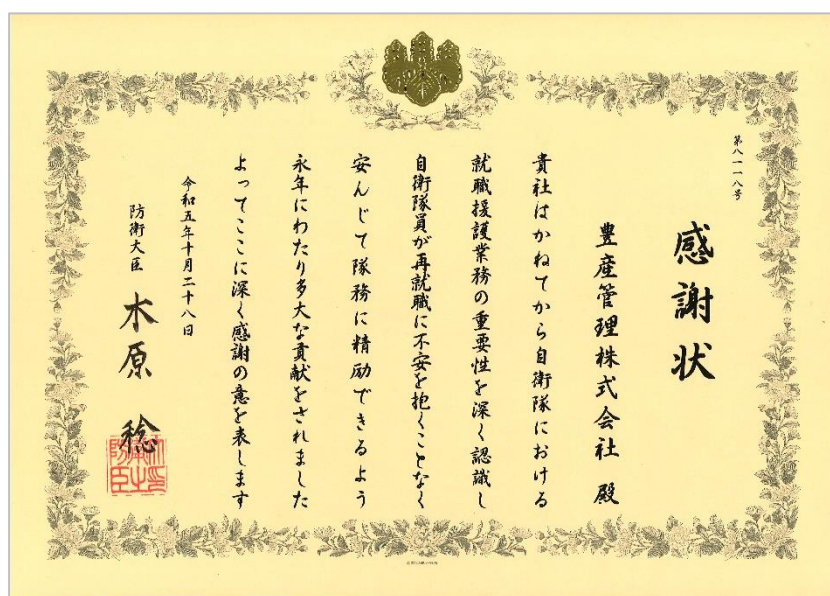 第八一一八号
感謝状
豊産管理株式会社 殿
貴社はかねてから自衛隊における
就職援護業務の重要性を深く認識し
自衛隊員が再就職に不安を抱くことなく
安んじて隊務に精励できるよう
永年にわたり多大な貢献をされました
よってここに深く感謝の意を表します
令和五年十月二十八日
防衛大臣 木原 稔